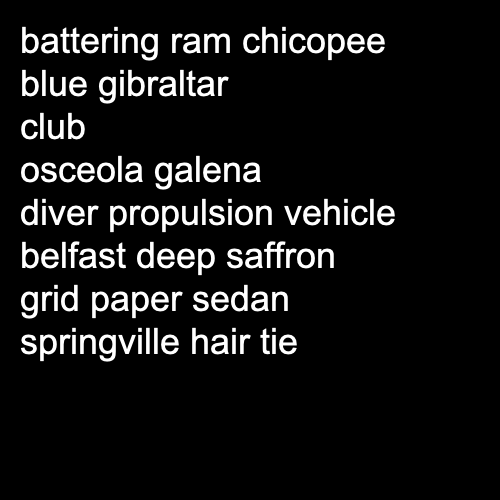 battering ram chicopee
blue gibraltar
club
osceola galena
diver propulsion vehicle
belfast deep saffron
grid paper sedan
springville hair tie